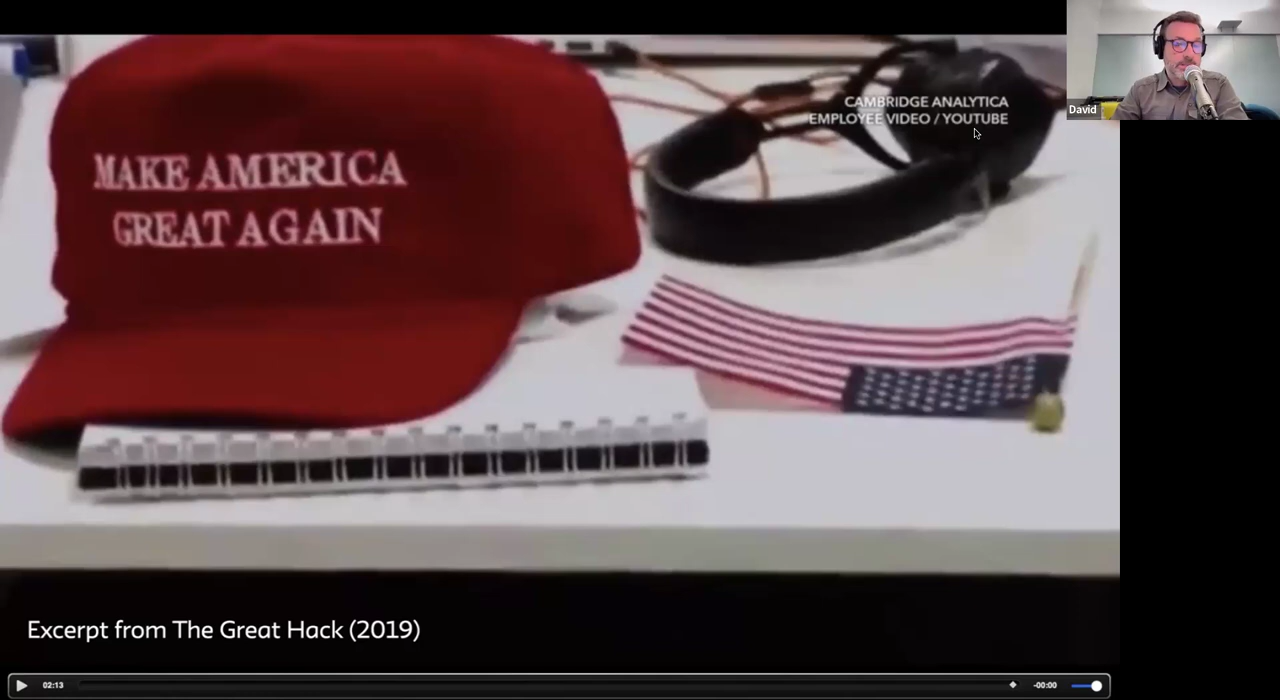 MAKE AMERICA
GREAT AGAIN
CAMBRIDGE ANALYTICA
EMPLOYEE VIDEO / YOUTUBE
David
Excerpt from The Great Hack (2019)
02:13
-00:00